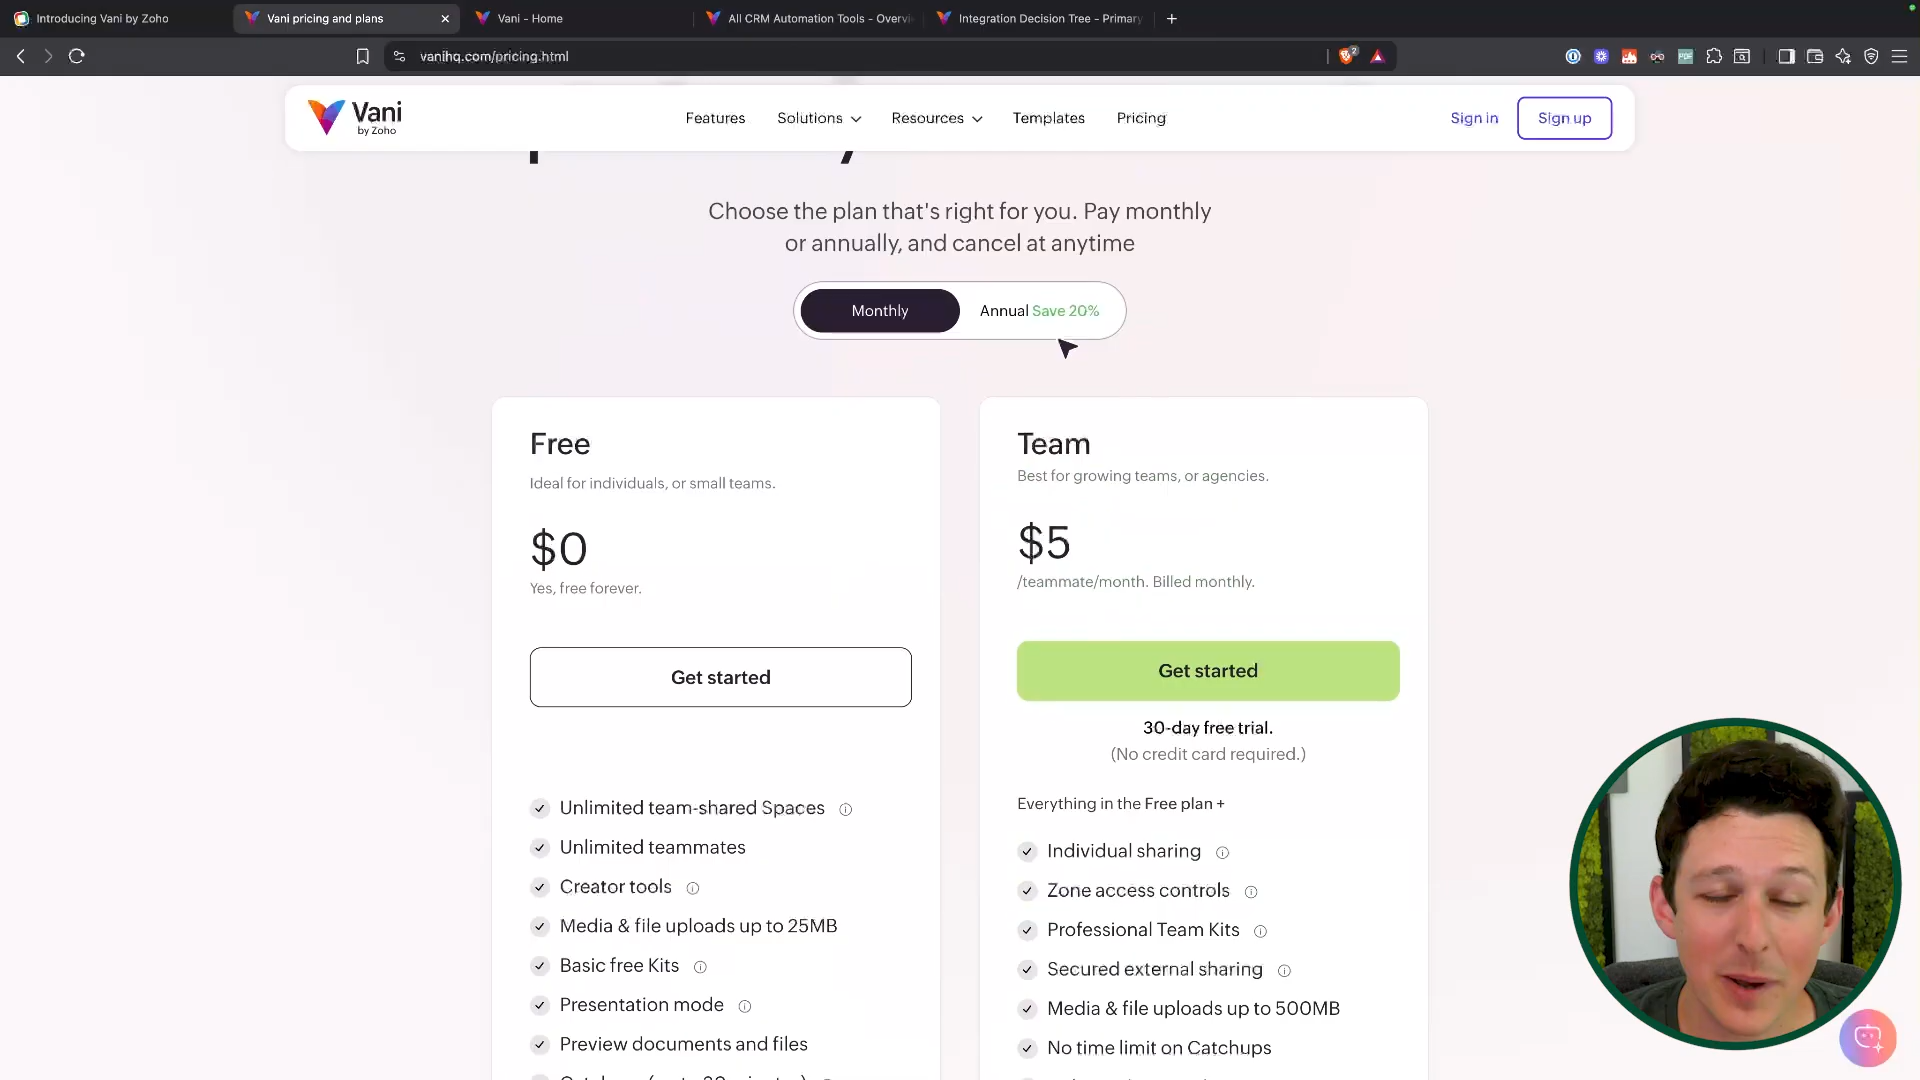 Introducing Vani by Zoho
Vani pricing and plans
Vani - Home
All CRM Automation Tools - Overvi
Integration Decision Tree - Primary
vanihq.com/pricing.html
2
Vani
by Zoho
Features
Solutions
Resources
Templates
Pricing
Sign in
Sign up
Choose the plan that's right for you. Pay monthly
or annually, and cancel at anytime
Monthly
Annual Save 20%
Free
Ideal for individuals, or small teams.
$0
Yes, free forever.
Get started
Unlimited team-shared Spaces
Unlimited teammates
Creator tools
Media & file uploads up to 25MB
Basic free Kits
Presentation mode
Preview documents and files
Team
Best for growing teams, or agencies.
$5
/teammate/month. Billed monthly.
Get started
30-day free trial.
(No credit card required.)
Everything in the Free plan +
Individual sharing
Zone access controls
Professional Team Kits
Secured external sharing
Media & file uploads up to 500MB
No time limit on Catchups